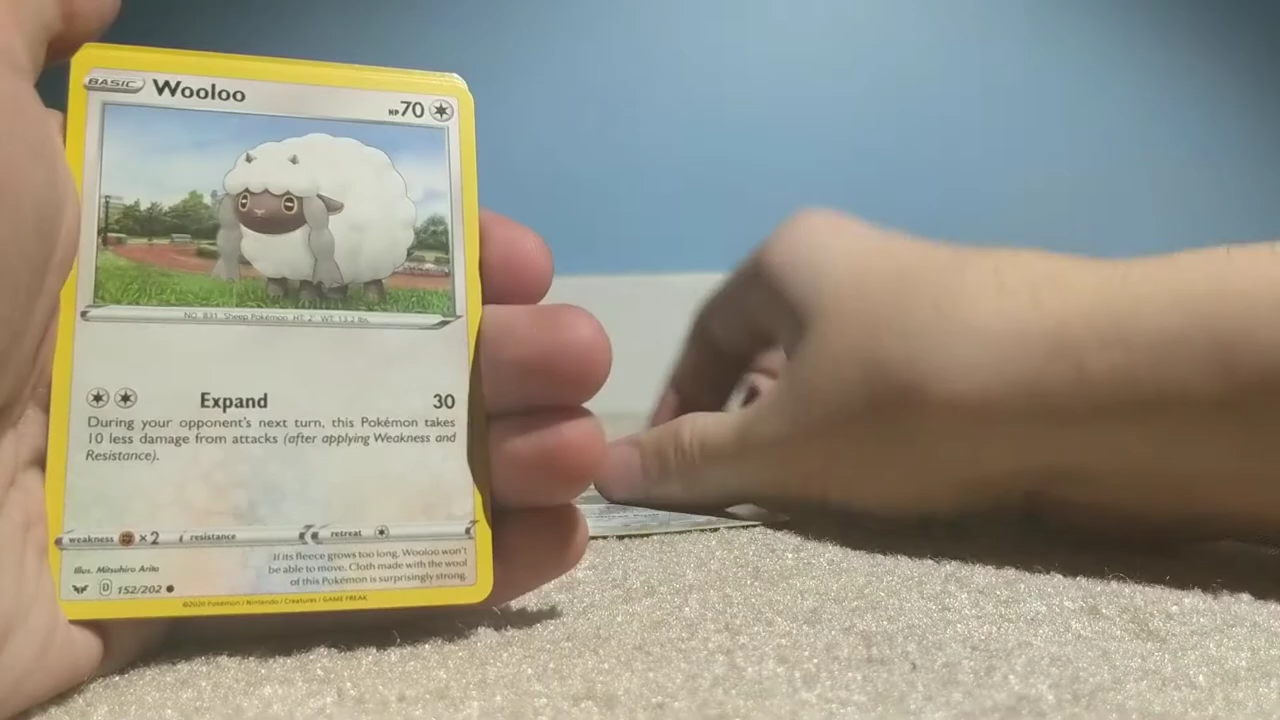 BASIC Wooloo HP 70
NO. 831 Sheep Pokémon HT: 2' WT: 13.2 lbs.
Expand 30
During your opponent's next turn, this Pokémon takes
10 less damage from attacks (after applying Weakness and
Resistance).
weakness ×2 resistance retreat
Illus. Mitsuhiro Arita
If its fleece grows too long, Wooloo won't
be able to move. Cloth made with the wool
of this Pokémon is surprisingly strong.
D 152/202
©2020 Pokémon / Nintendo / Creatures / GAME FREAK